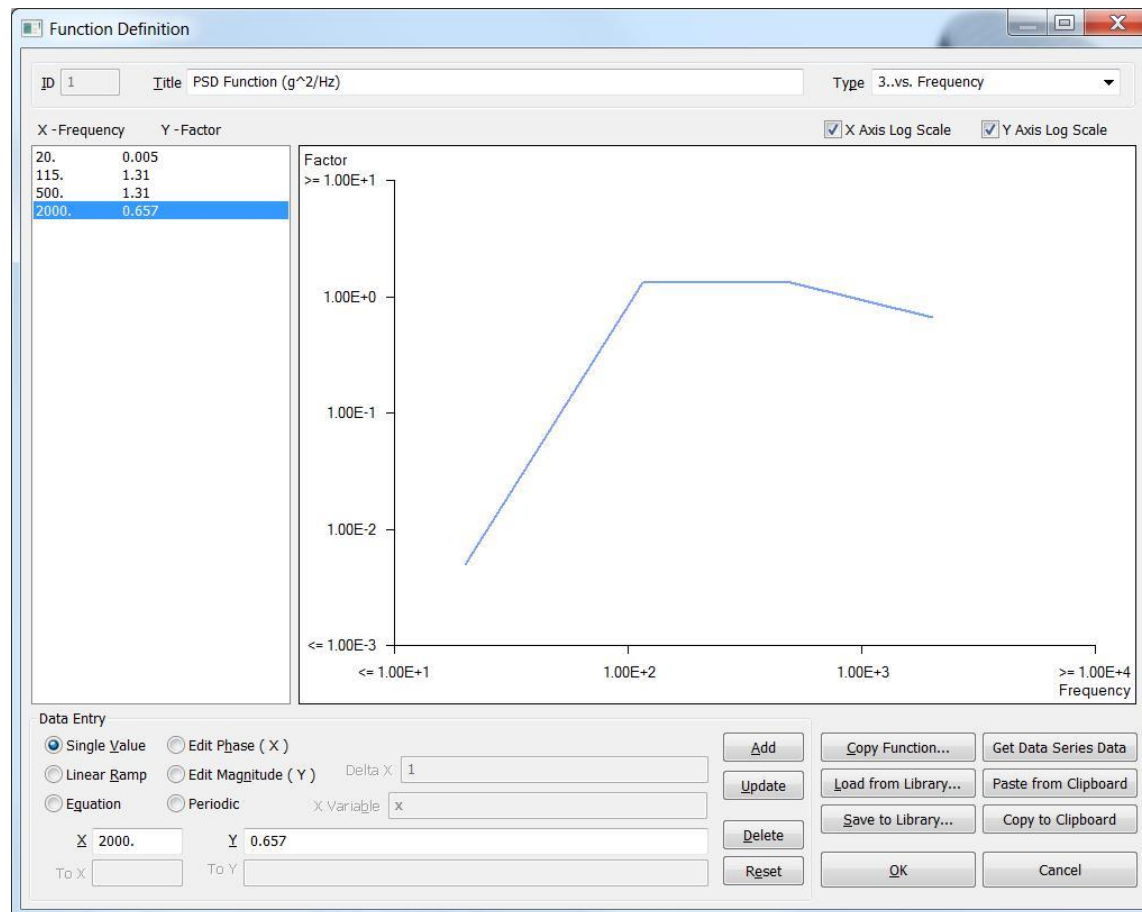 Function Definition
ID 1 Title PSD Function (g^2/Hz) Type 3..vs. Frequency
X - Frequency Y - Factor X Axis Log Scale Y Axis Log Scale
20. 0.005
115. 1.31
500. 1.31
2000. 0.657
Factor
>= 1.00E+1
1.00E+0
1.00E-1
1.00E-2
<= 1.00E-3
<= 1.00E+1 1.00E+2 1.00E+3 >= 1.00E+4
Frequency
Data Entry
Single Value Edit Phase ( X )
Linear Ramp Edit Magnitude ( Y ) Delta X 1
Equation Periodic X Variable x
X 2000. Y 0.657
To X To Y
Add
Update
Delete
Reset
Copy Function... Get Data Series Data
Load from Library... Paste from Clipboard
Save to Library... Copy to Clipboard
OK Cancel